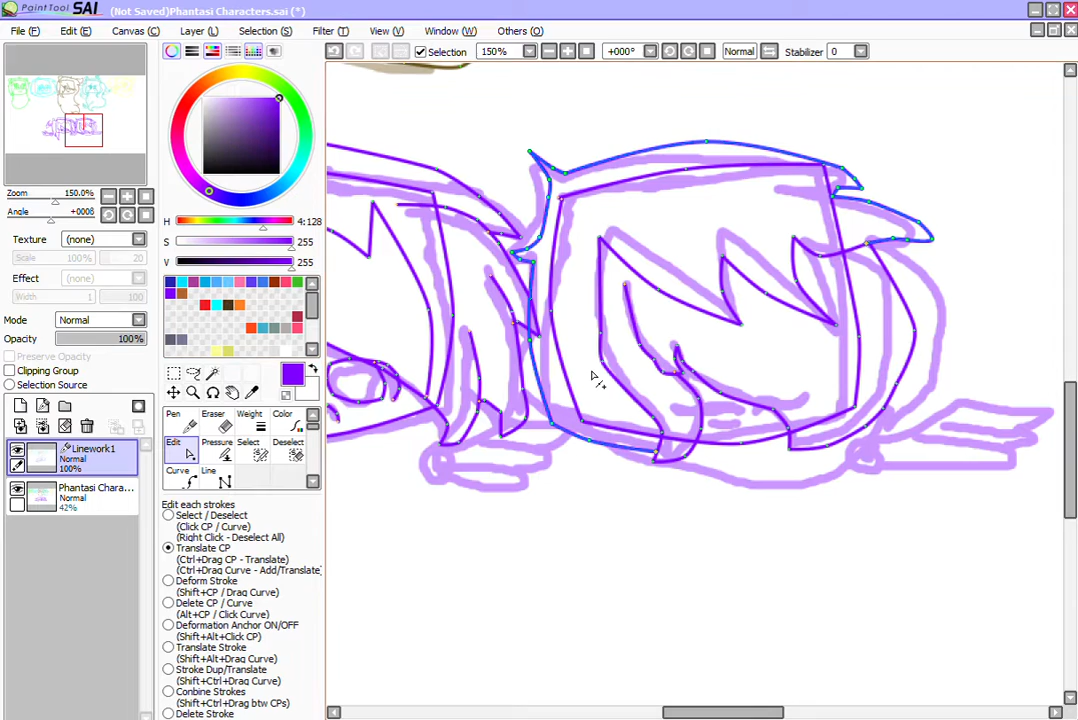 PaintTool SAI (Not Saved)Phantasi Characters.sai (*)
File (F) Edit (E) Canvas (C) Layer (L) Selection (S) Filter (T) View (V) Window (W) Others (O)
Selection 150% +000° Normal Stabilizer 0
Zoom 150.0%
Angle +000ß
Texture (none)
Scale 100% 20
Effect (none)
Width 1 100
Mode Normal
Opacity 100%
Preserve Opacity
Clipping Group
Selection Source
Linework1
Normal
100%
Phantasi Chara...
Normal
42%
H 4:128
S 255
V 255
Pen Eraser Weight Color
Edit Pressure Select Deselect
Curve Line
Edit each strokes
Select / Deselect
(Click CP / Curve)
(Right Click - Deselect All)
Translate CP
(Ctrl+Drag CP - Translate)
(Ctrl+Drag Curve - Add/Translate)
Deform Stroke
(Shift+CP / Drag Curve)
Delete CP / Curve
(Alt+CP / Click Curve)
Deformation Anchor ON/OFF
(Shift+Alt+Click CP)
Translate Stroke
(Shift+Alt+Drag Curve)
Stroke Dup/Translate
(Shift+Ctrl+Drag Curve)
Conbine Strokes
(Shift+Ctrl+Drag btw CPs)
Delete Stroke